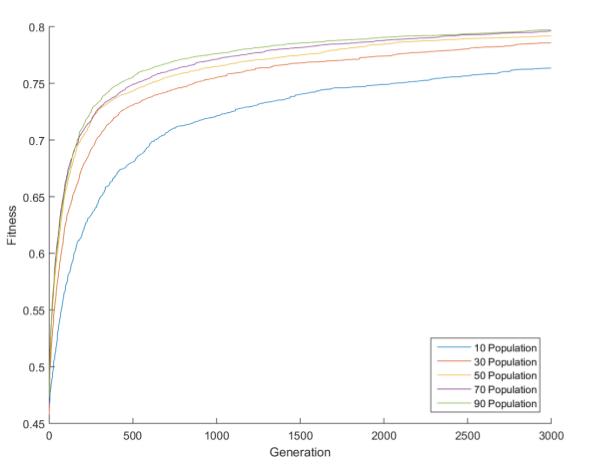 0.8
0.75
0.7
0.65
0.6
0.55
0.5
0.45
Fitness
0 500 1000 1500 2000 2500 3000
Generation
10 Population
30 Population
50 Population
70 Population
90 Population